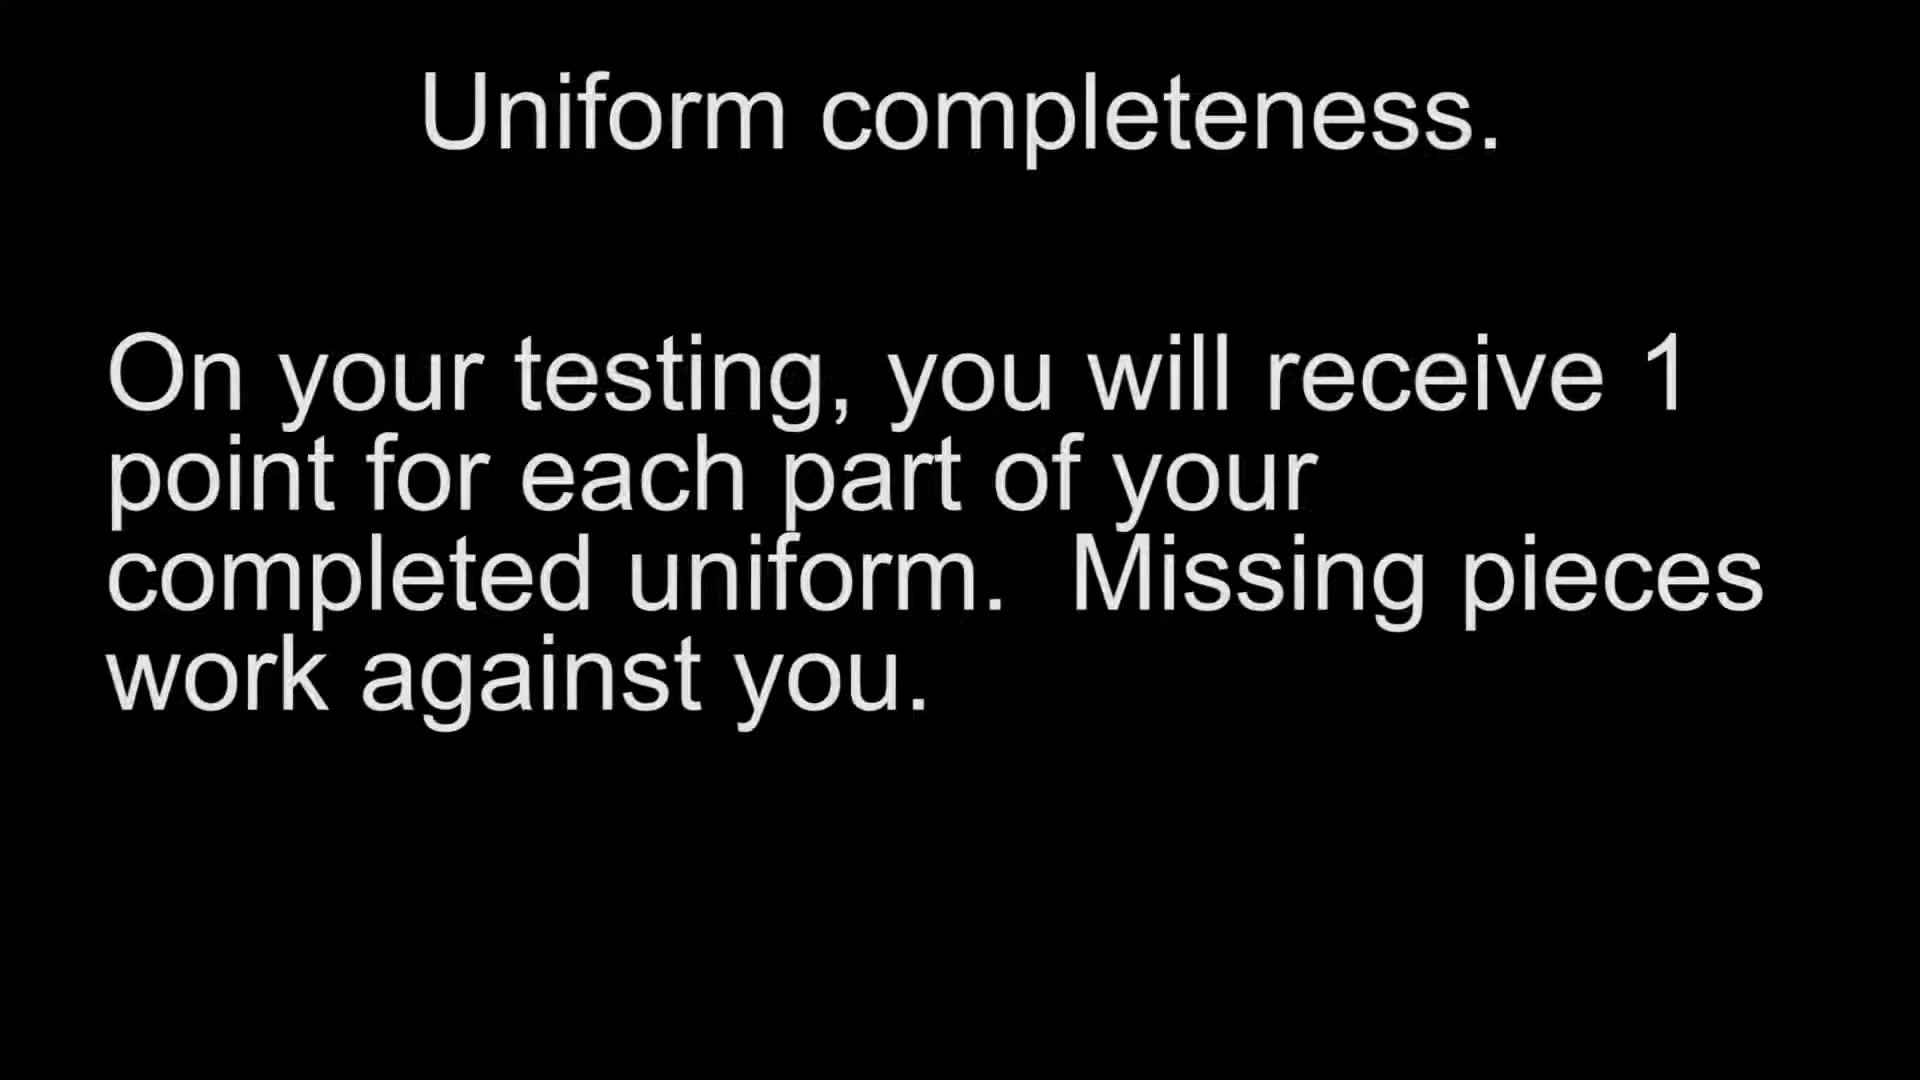 Uniform completeness.
On your testing, you will receive 1
point for each part of your
completed uniform.  Missing pieces
work against you.